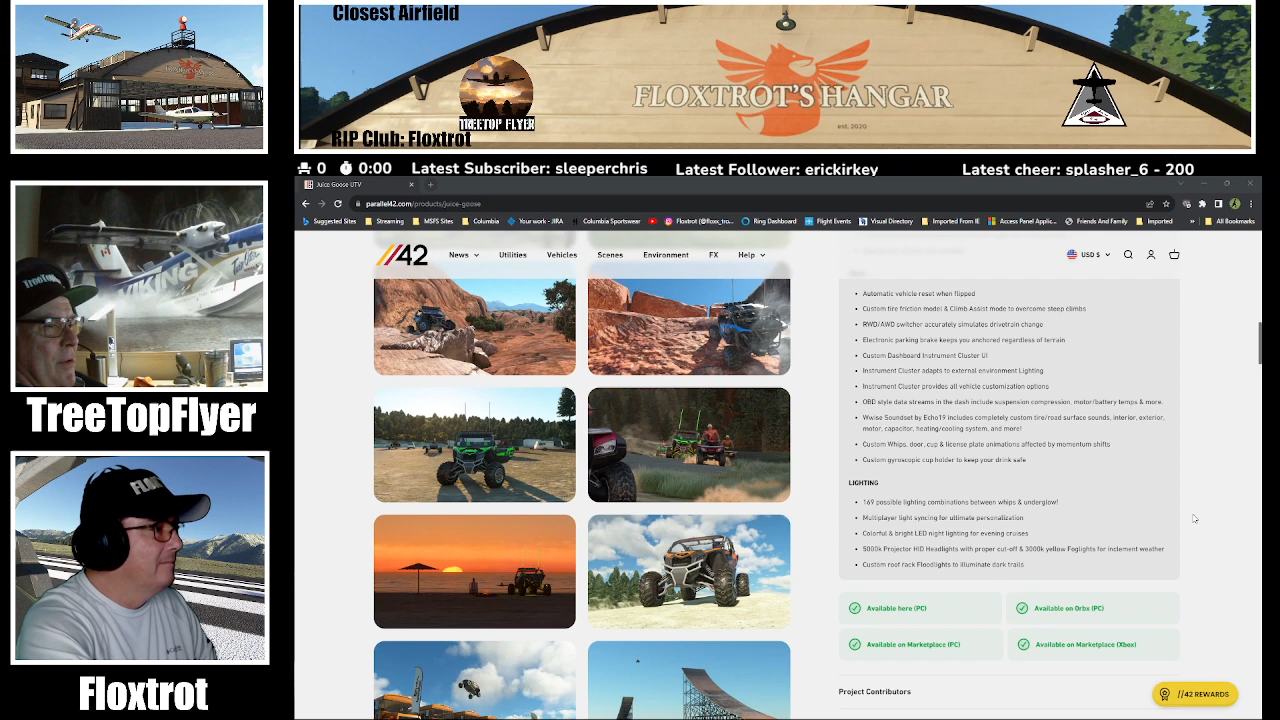 Closest Airfield
FLOXTROT'S HANGAR
est. 2020
TREETOP FLYER
RIP Club: Floxtrot
0 0:00 Latest Subscriber: sleeperchris Latest Follower: erickirkey Latest cheer: splasher_6 - 200
Juice Goose UTV
parallel42.com/products/juice-goose
Suggested Sites Streaming MSFS Sites Columbia Your work - JIRA Columbia Sportswear Floxtrot (@floxx_tro... Ring Dashboard Flight Events Visual Directory Imported From IE Access Panel Applic... Friends And Family Imported » All Bookmarks
//42 News Utilities Vehicles Scenes Environment FX Help USD $
Automatic vehicle reset when flipped
Custom tire friction model & Climb Assist mode to overcome steep climbs
RWD/AWD switcher accurately simulates drivetrain change
Electronic parking brake keeps you anchored regardless of terrain
Custom Dashboard Instrument Cluster UI
Instrument Cluster adapts to external environment Lighting
Instrument Cluster provides all vehicle customization options
OBD style data streams in the dash include suspension compression, motor/battery temps & more.
Wwise Soundset by Echo19 includes completely custom tire/road surface sounds, interior, exterior,
motor, capacitor, heating/cooling system, and more!
Custom Whips, door, cup & license plate animations affected by momentum shifts
Custom gyroscopic cup holder to keep your drink safe
LIGHTING
169 possible lighting combinations between whips & underglow!
Multiplayer light syncing for ultimate personalization
Colorful & bright LED night lighting for evening cruises
5000k Projector HID Headlights with proper cut-off & 3000k yellow Foglights for inclement weather
Custom roof rack Floodlights to illuminate dark trails
Available here (PC) Available on Orbx (PC)
Available on Marketplace (PC) Available on Marketplace (Xbox)
Project Contributors
//42 REWARDS
VIKING
TreeTopFlyer
Floxtrot